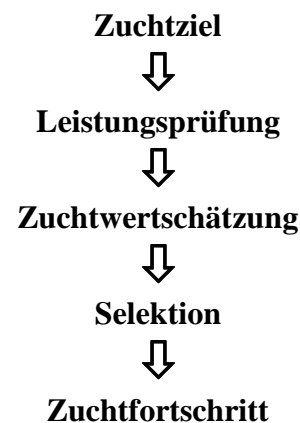 Zuchtziel
Leistungsprüfung
Zuchtwertschätzung
Selektion
Zuchtfortschritt